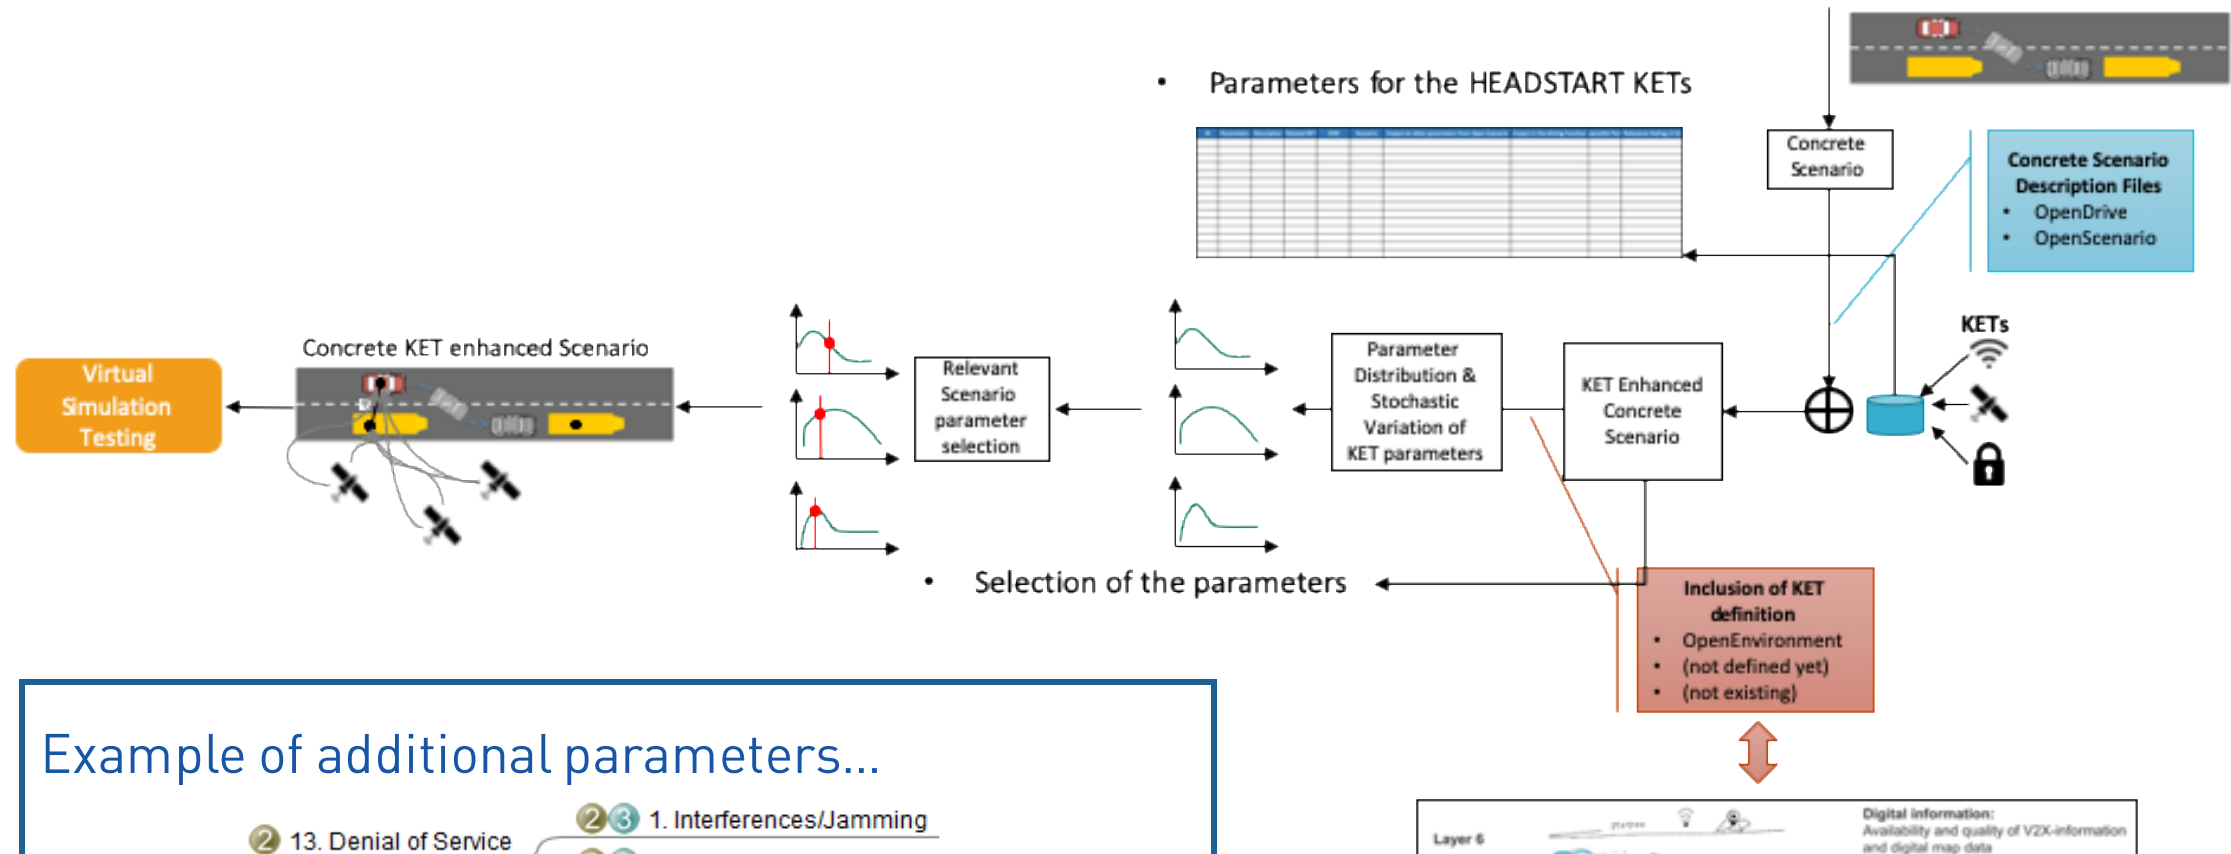 • Parameters for the HEADSTART KETs
Concrete
Scenario
Concrete Scenario
Description Files
• OpenDrive
• OpenScenario
KETs
KET Enhanced
Concrete
Scenario
Parameter
Distribution &
Stochastic
Variation of
KET parameters
Relevant
Scenario
parameter
selection
Concrete KET enhanced Scenario
Virtual
Simulation
Testing
• Selection of the parameters
Inclusion of KET
definition
• OpenEnvironment
• (not defined yet)
• (not existing)
Example of additional parameters...
2 13. Denial of Service
2 3 1. Interferences/Jamming
Layer 6
Digital information:
Availability and quality of V2X-information
and digital map data